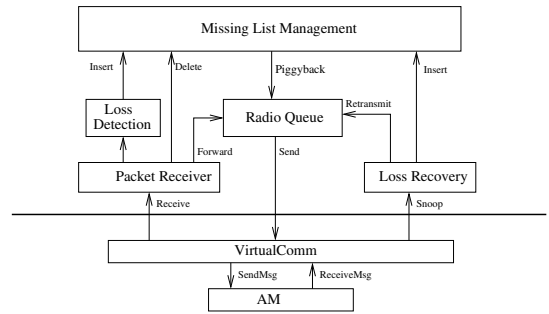 Missing List Management
Insert
Delete
Piggyback
Insert
Loss
Detection
Radio Queue
Retransmit
Forward
Send
Packet Receiver
Loss Recovery
Receive
Snoop
VirtualComm
SendMsg
ReceiveMsg
AM